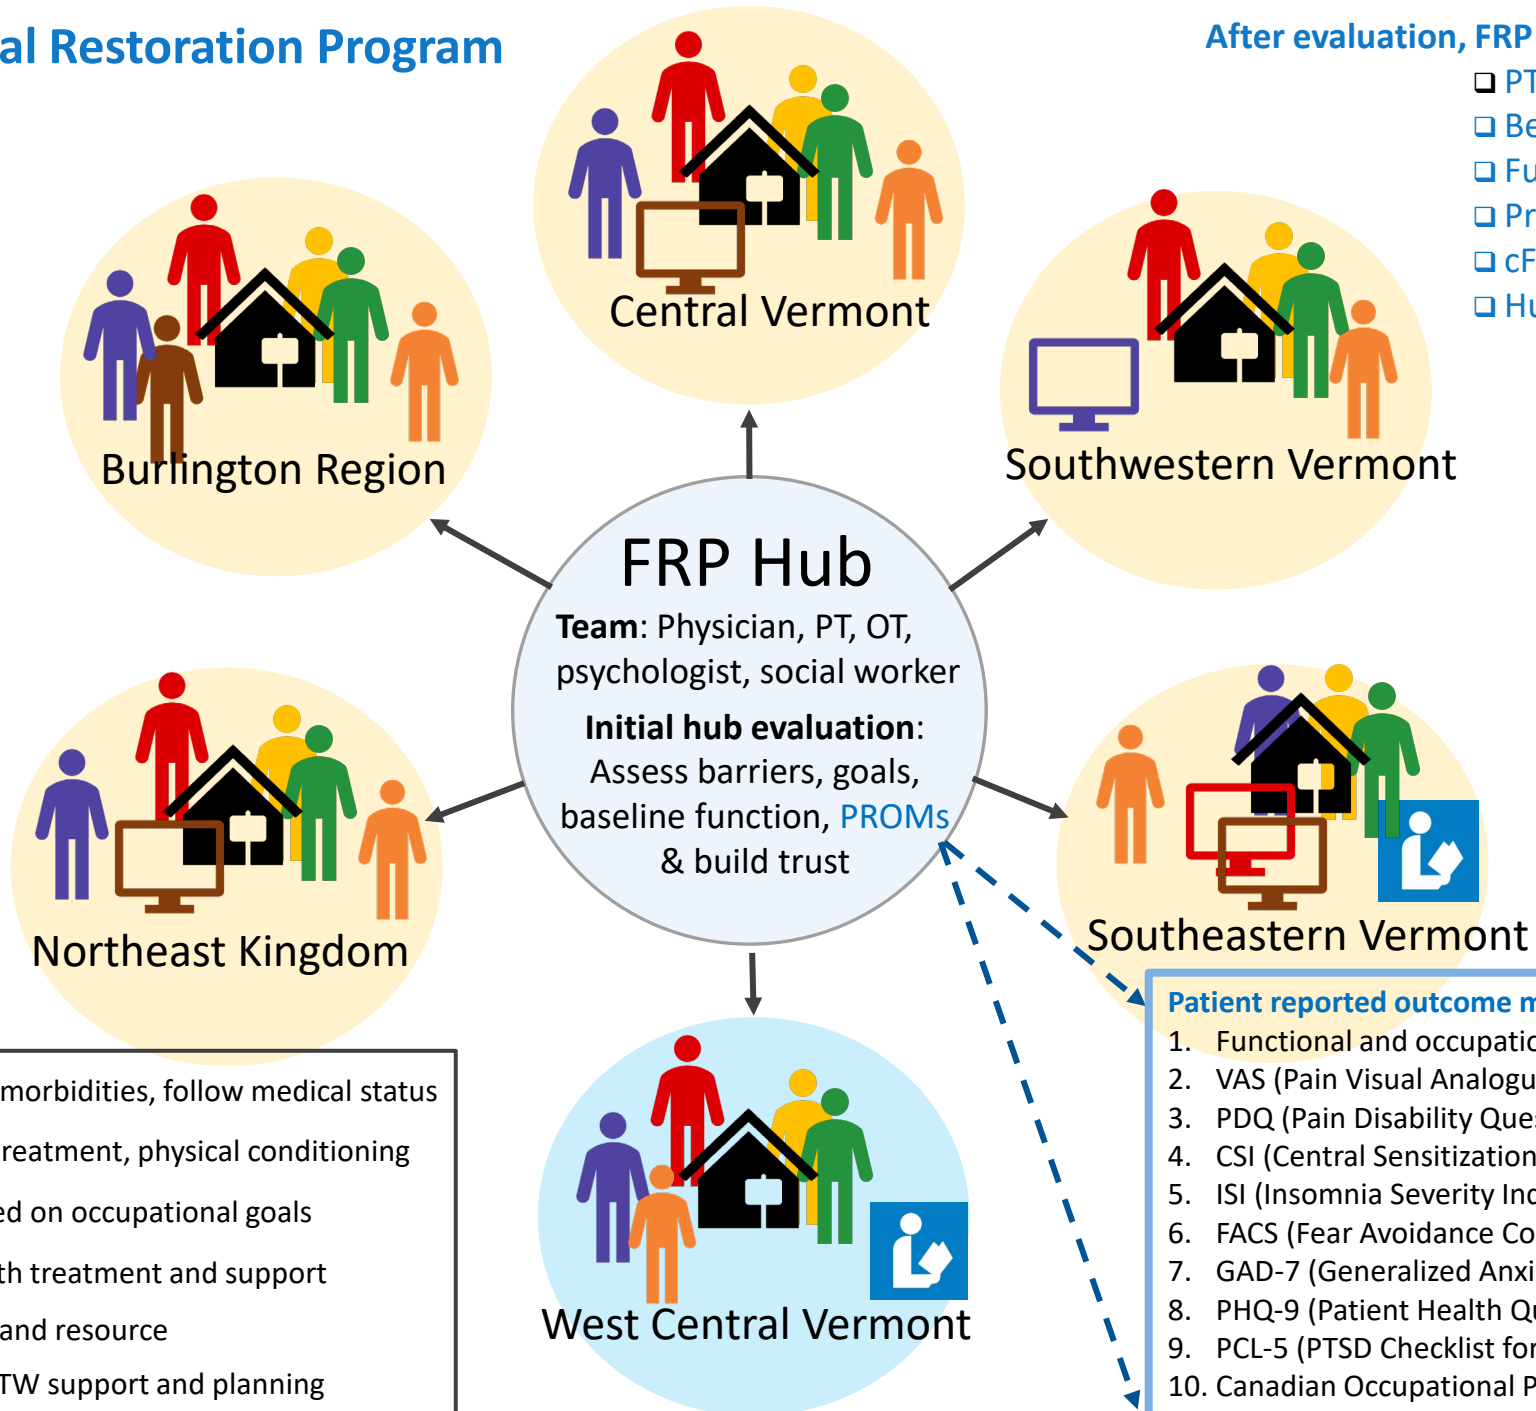 al Restoration Program
After evaluation, FRP
PT
Be
Fu
Pr
cF
Hu
Central Vermont
Burlington Region
Southwestern Vermont
FRP Hub
Team: Physician, PT, OT,
psychologist, social worker
Initial hub evaluation:
Assess barriers, goals,
baseline function, PROMs
& build trust
Northeast Kingdom
Southeastern Vermont
West Central Vermont
morbidities, follow medical status
reatment, physical conditioning
ed on occupational goals
th treatment and support
and resource
TW support and planning
Patient reported outcome m
1. Functional and occupatio
2. VAS (Pain Visual Analogu
3. PDQ (Pain Disability Ques
4. CSI (Central Sensitization
5. ISI (Insomnia Severity Ind
6. FACS (Fear Avoidance Co
7. GAD-7 (Generalized Anxi
8. PHQ-9 (Patient Health Qu
9. PCL-5 (PTSD Checklist for
10. Canadian Occupational P